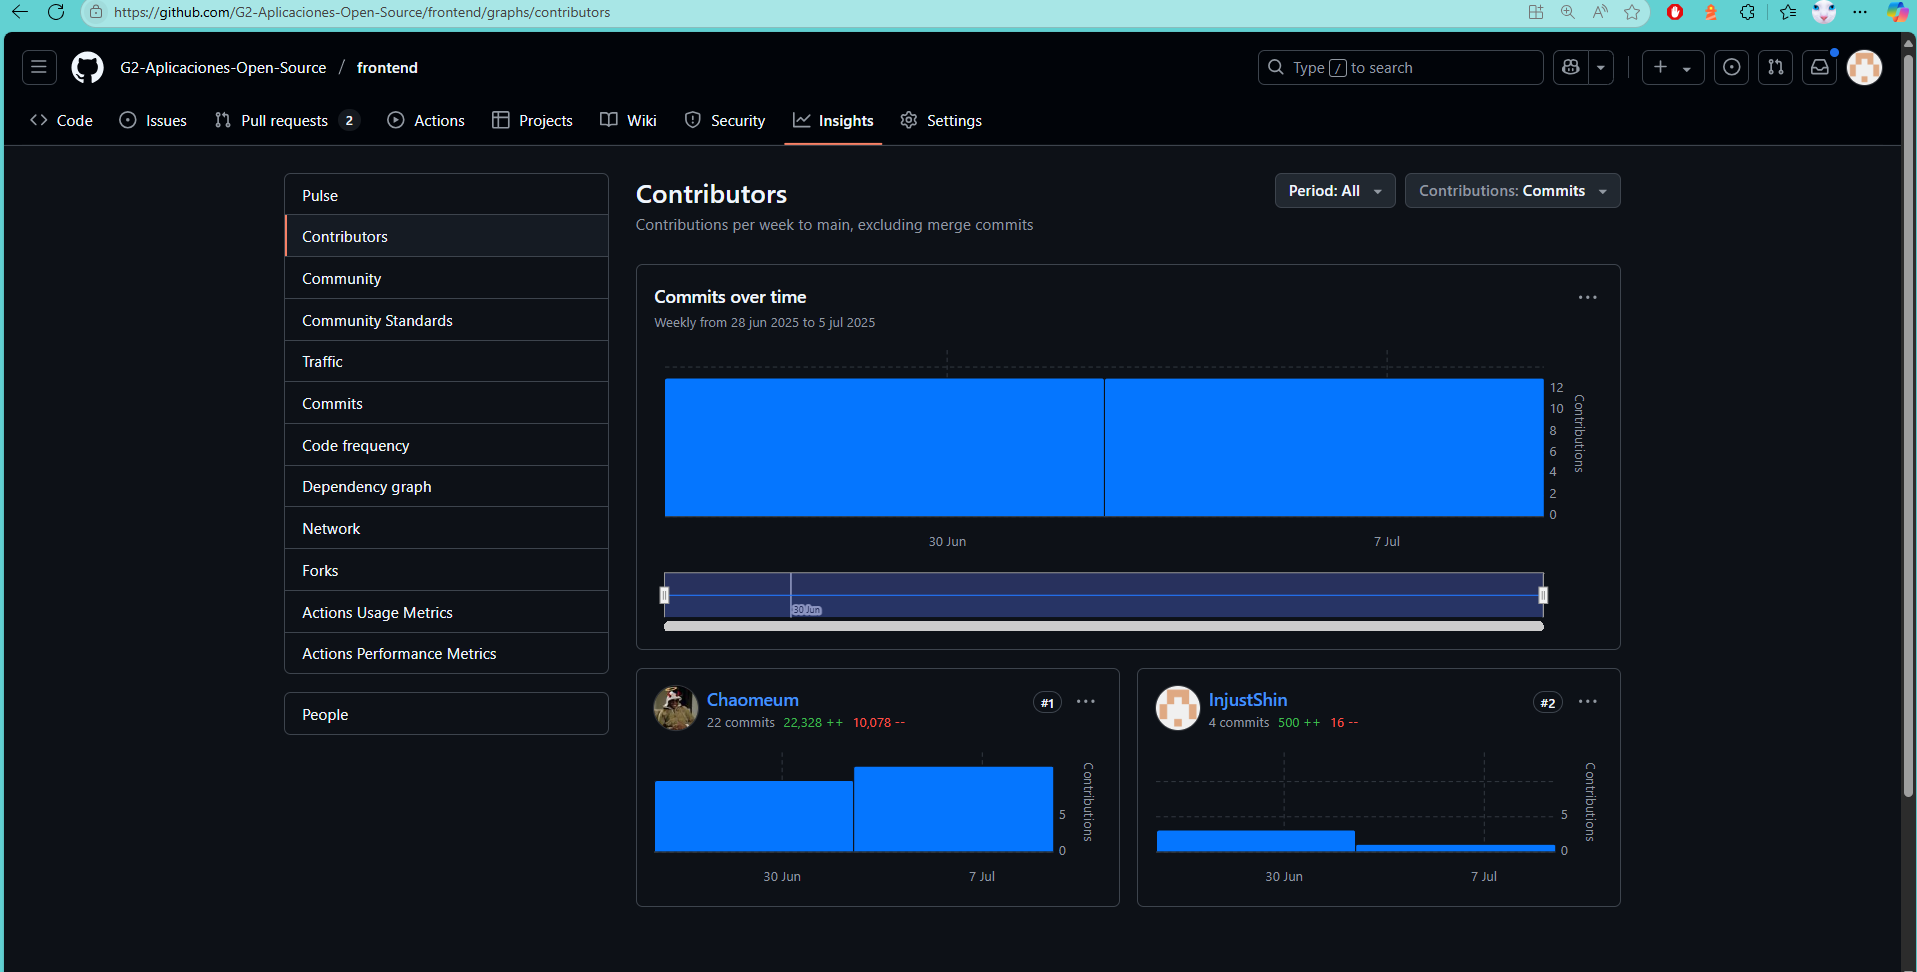 https://github.com/G2-Aplicaciones-Open-Source/frontend/graphs/contributors
G2-Aplicaciones-Open-Source / frontend
Type / to search
Code
Issues
Pull requests 2
Actions
Projects
Wiki
Security
Insights
Settings
Pulse
Contributors
Community
Community Standards
Traffic
Commits
Code frequency
Dependency graph
Network
Forks
Actions Usage Metrics
Actions Performance Metrics
People
Contributors
Contributions per week to main, excluding merge commits
Period: All
Contributions: Commits
Commits over time
Weekly from 28 jun 2025 to 5 jul 2025
12
10
8
6
4
2
0
Contributions
30 Jun
7 Jul
30 Jun
Chaomeum
#1
22 commits 22,328 ++ 10,078 --
5
0
Contributions
30 Jun
7 Jul
InjustShin
#2
4 commits 500 ++ 16 --
5
0
Contributions
30 Jun
7 Jul